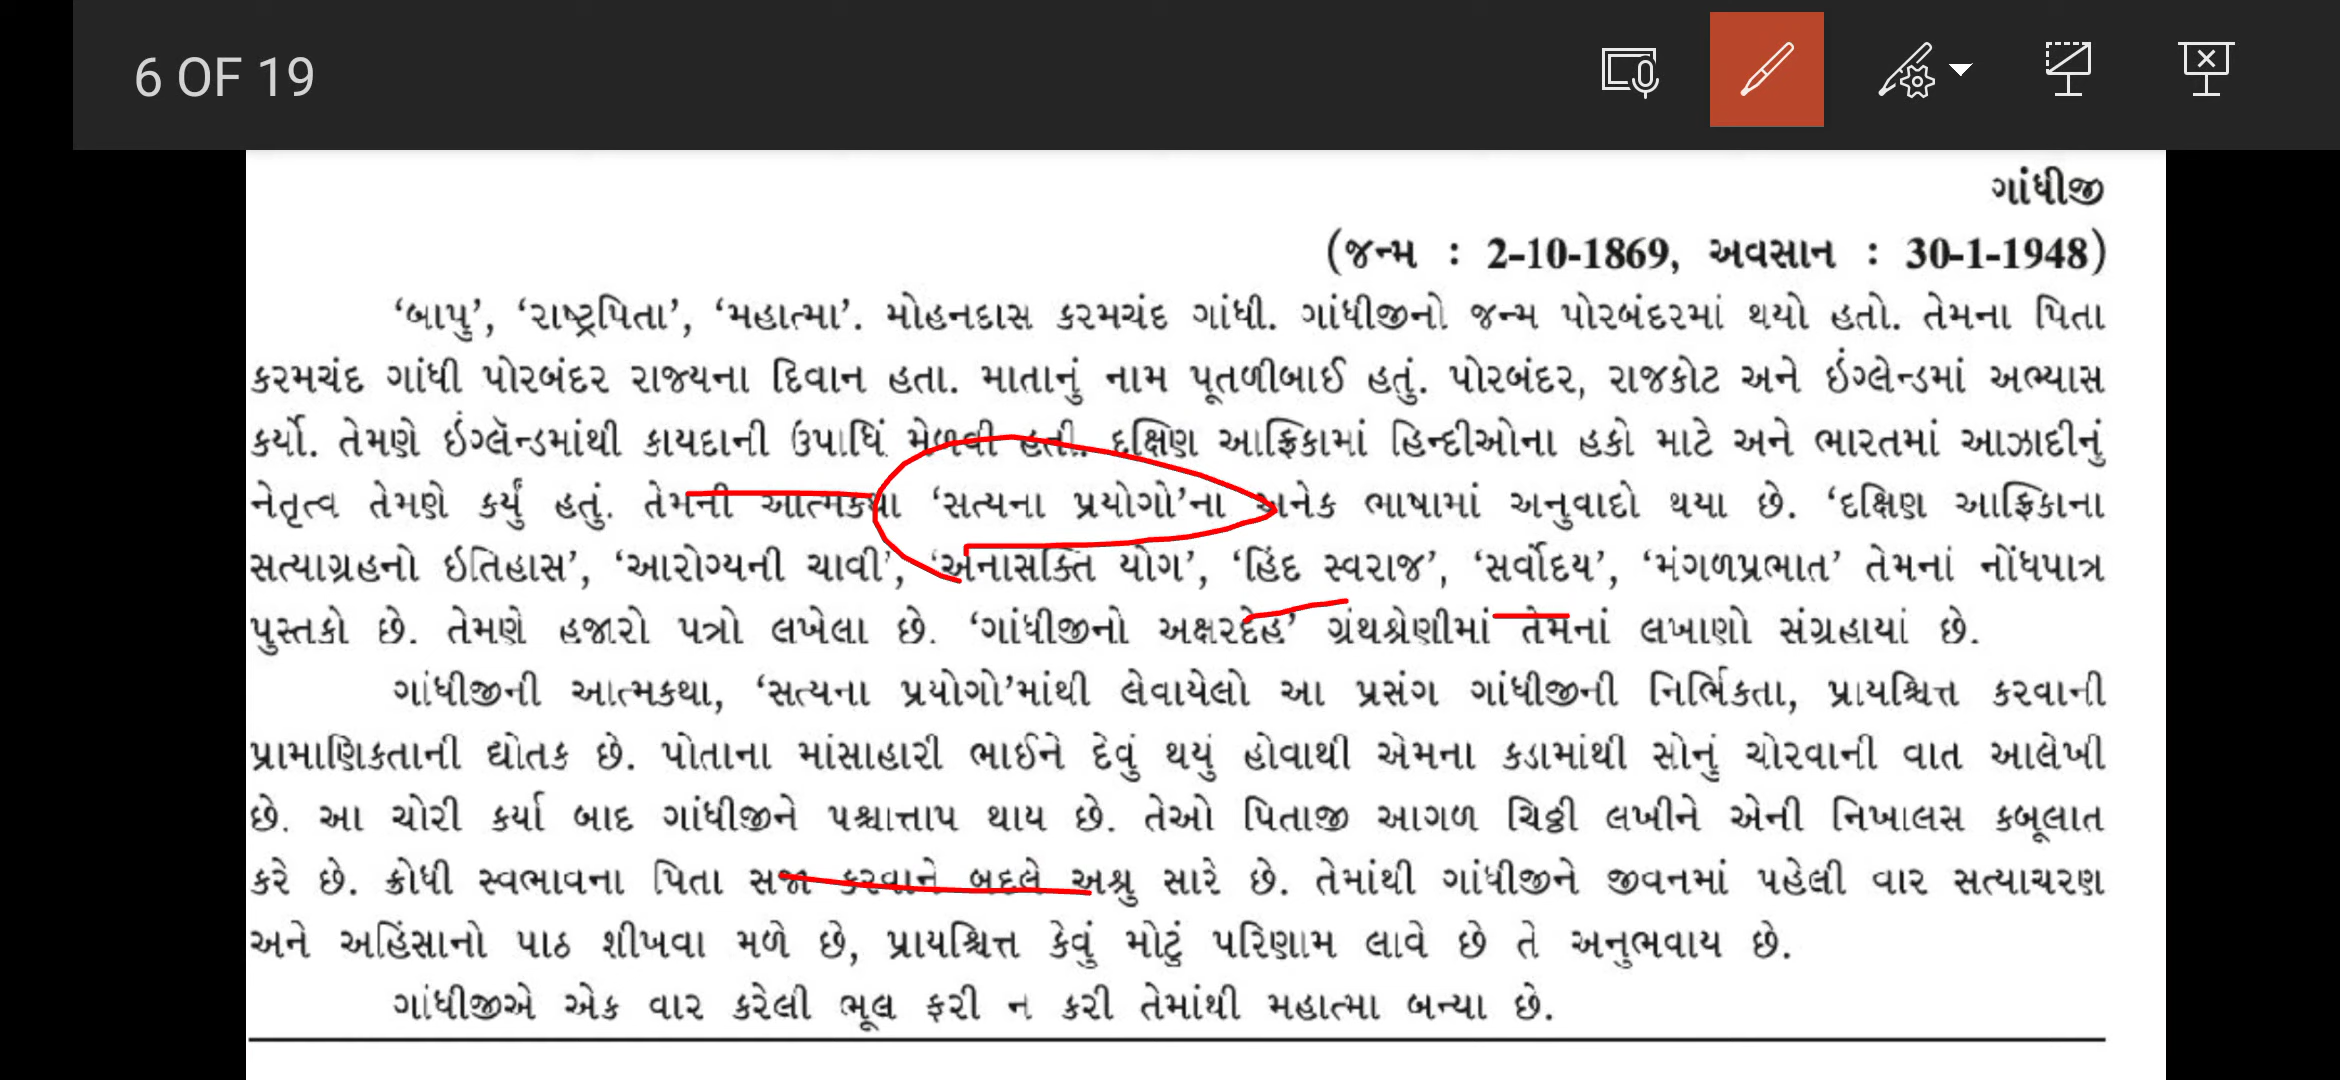 6 OF 19
ગાંધીજી
(જન્મ : 2-10-1869, અવસાન : 30-1-1948)
‘બાપુ’, ‘રાષ્ટ્રપિતા’, ‘મહાત્મા’. મોહનદાસ કરમચંદ ગાંધી. ગાંધીજીનો જન્મ પોરબંદરમાં થયો હતો. તેમના પિતા
કરમચંદ ગાંધી પોરબંદર રાજ્યના દિવાન હતા. માતાનું નામ પૂતળીબાઈ હતું. પોરબંદર, રાજકોટ અને ઇંગ્લેન્ડમાં અભ્યાસ
કર્યો. તેમણે ઇંગ્લૅન્ડમાંથી કાયદાની ઉપાધિ મેળવી હતી. દક્ષિણ આફ્રિકામાં હિન્દીઓના હકો માટે અને ભારતમાં આઝાદીનું
નેતૃત્વ તેમણે કર્યું હતું. તેમની આત્મકથા ‘સત્યના પ્રયોગો’ના અનેક ભાષામાં અનુવાદો થયા છે. ‘દક્ષિણ આફ્રિકાના
સત્યાગ્રહનો ઇતિહાસ’, ‘આરોગ્યની ચાવી’, ‘અનાસક્તિ યોગ’, ‘હિંદ સ્વરાજ’, ‘સર્વોદય’, ‘મંગળપ્રભાત’ તેમનાં નોંધપાત્ર
પુસ્તકો છે. તેમણે હજારો પત્રો લખેલા છે. ‘ગાંધીજીનો અક્ષરદેહ’ ગ્રંથશ્રેણીમાં તેમનાં લખાણો સંગ્રહાયાં છે.
ગાંધીજીની આત્મકથા, ‘સત્યના પ્રયોગો’માંથી લેવાયેલો આ પ્રસંગ ગાંધીજીની નિર્ભિકતા, પ્રાયશ્ચિત્ત કરવાની
પ્રામાણિકતાની દ્યોતક છે. પોતાના માંસાહારી ભાઈને દેવું થયું હોવાથી એમના કડામાંથી સોનું ચોરવાની વાત આલેખી
છે. આ ચોરી કર્યા બાદ ગાંધીજીને પશ્ચાત્તાપ થાય છે. તેઓ પિતાજી આગળ ચિઠ્ઠી લખીને એની નિખાલસ કબૂલાત
કરે છે. ક્રોધી સ્વભાવના પિતા સજા કરવાને બદલે અશ્રુ સારે છે. તેમાંથી ગાંધીજીને જીવનમાં પહેલી વાર સત્યાચરણ
અને અહિંસાનો પાઠ શીખવા મળે છે, પ્રાયશ્ચિત્ત કેવું મોટું પરિણામ લાવે છે તે અનુભવાય છે.
ગાંધીજીએ એક વાર કરેલી ભૂલ ફરી ન કરી તેમાંથી મહાત્મા બન્યા છે.